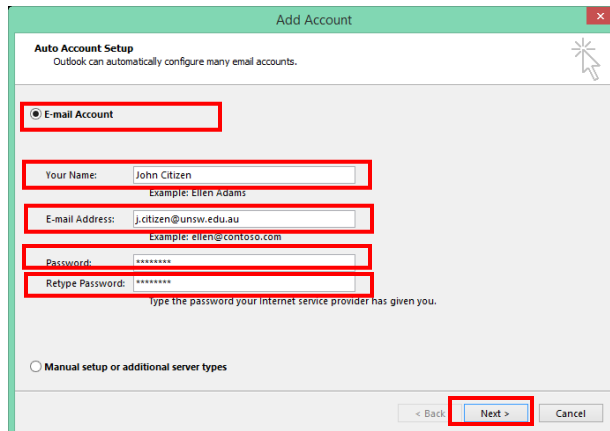 Add Account
Auto Account Setup
Outlook can automatically configure many email accounts.
E-mail Account
Your Name: John Citizen
Example: Ellen Adams
E-mail Address: j.citizen@unsw.edu.au
Example: ellen@contoso.com
Password: ********
Retype Password: ********
Type the password your Internet service provider has given you.
Manual setup or additional server types
< Back Next > Cancel